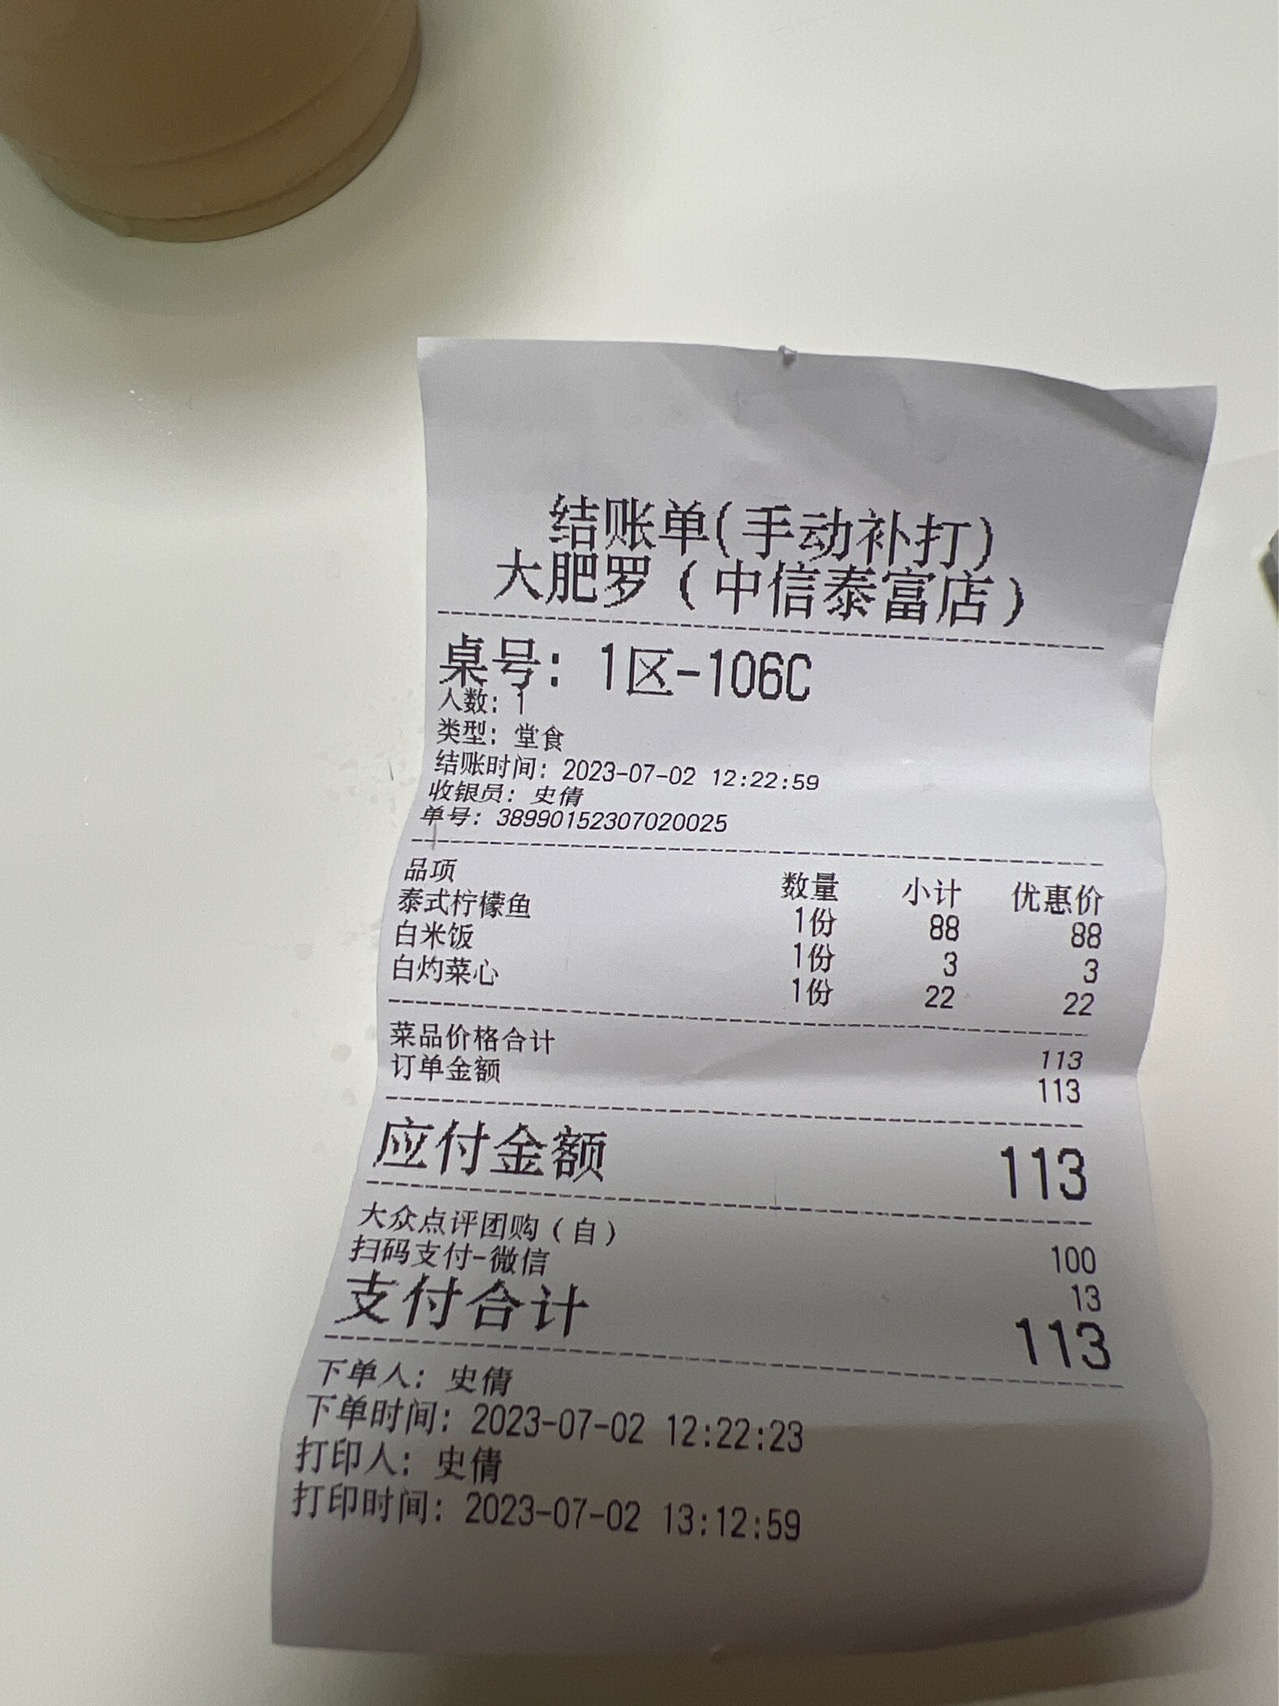 结账单(手动补打)
大肥罗（中信泰富店）
桌号: 1区-106C
人数: 1
类型: 堂食
结账时间: 2023-07-02 12:22:59
收银员: 史倩
单号: 38990152307020025
品项 数量 小计 优惠价
泰式柠檬鱼 1份 88 88
白米饭 1份 3 3
白灼菜心 1份 22 22
菜品价格合计 113
订单金额 113
应付金额 113
大众点评团购（自） 100
扫码支付-微信 13
支付合计 113
下单人: 史倩
下单时间: 2023-07-02 12:22:23
打印人: 史倩
打印时间: 2023-07-02 13:12:59